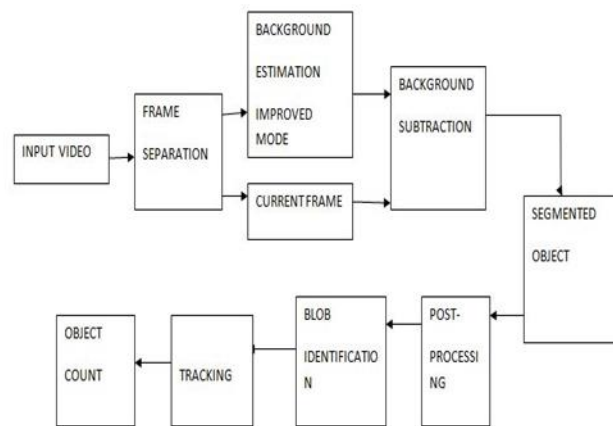 INPUT VIDEO
FRAME
SEPARATION
BACKGROUND
ESTIMATION
IMPROVED
MODE
CURRENT FRAME
BACKGROUND
SUBTRACTION
SEGMENTED
OBJECT
POST-
PROCESSI
NG
BLOB
IDENTIFICATIO
N
TRACKING
OBJECT
COUNT